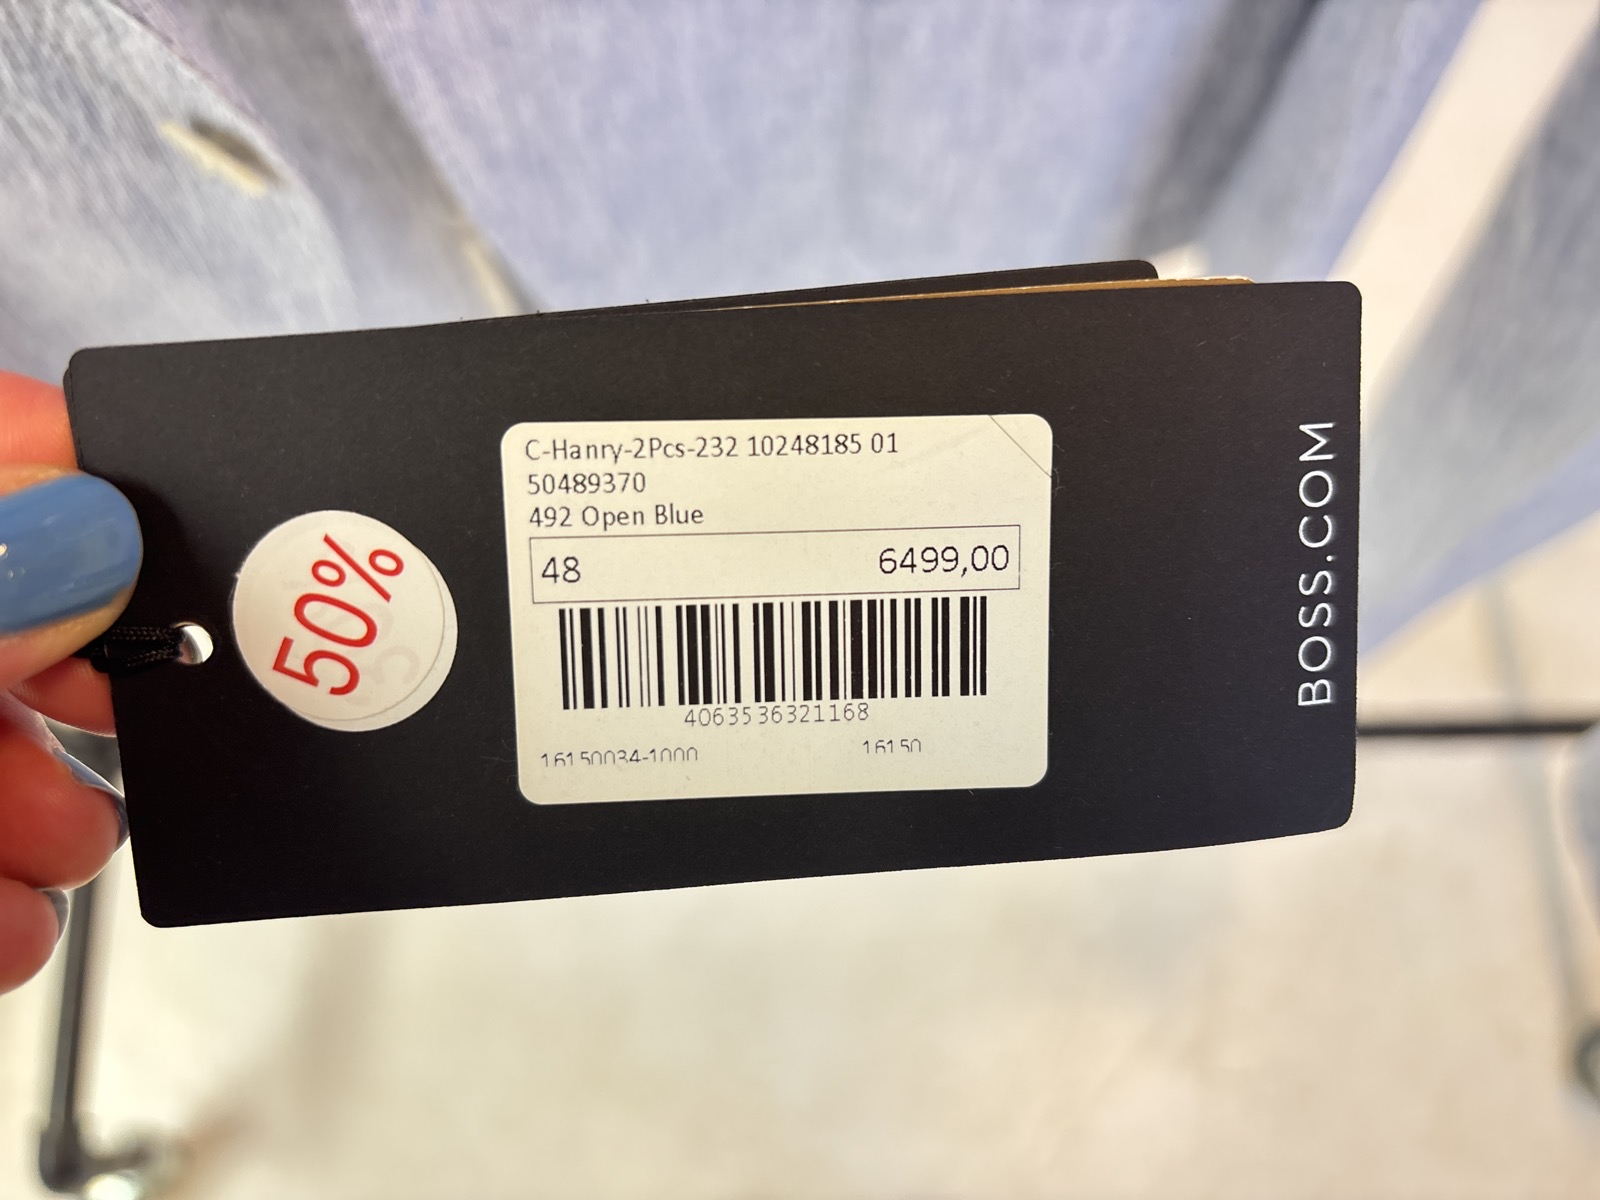 C-Hanry-2Pcs-232 10248185 01
50489370
492 Open Blue
48 6499,00
4063536321168
16150034-1000 16150
50%
BOSS.COM